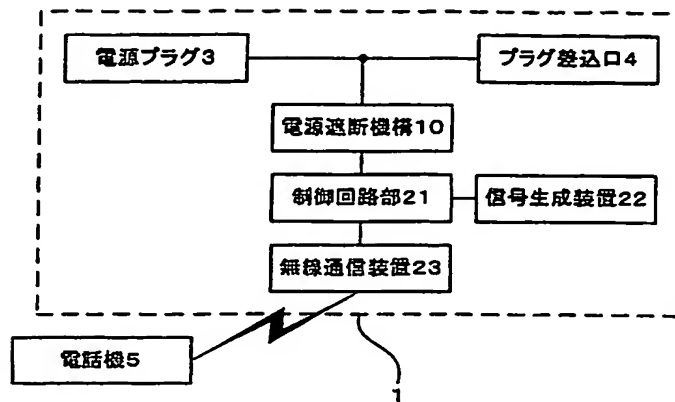 電源プラグ3
プラグ差込口4
電源遮断機構10
制御回路部21
信号生成装置22
無線通信装置23
電話機5
1